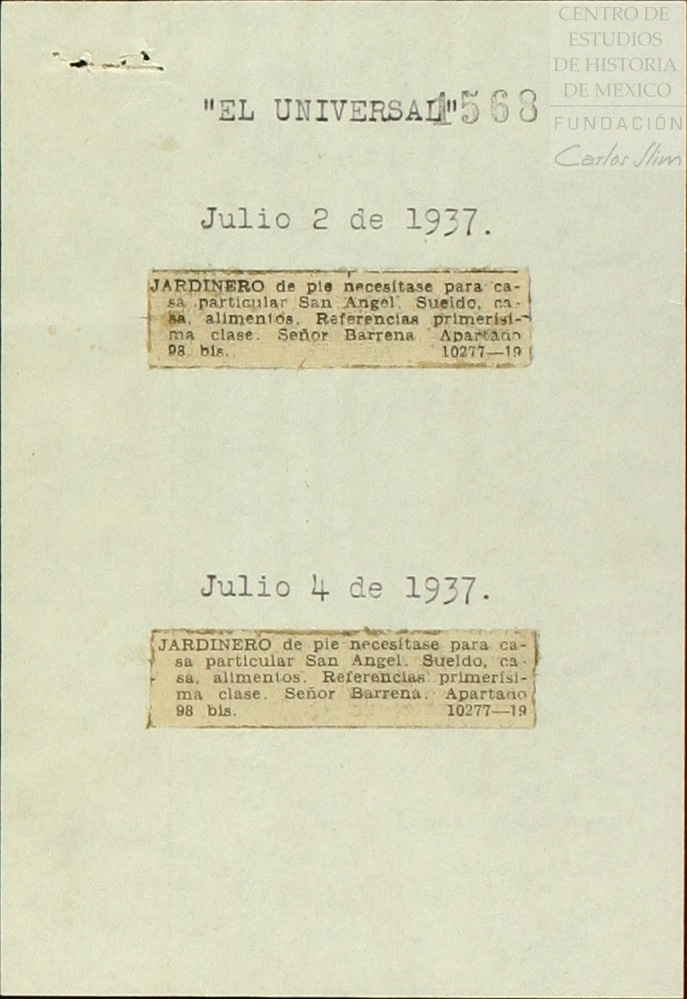 CENTRO DE
ESTUDIOS
DE HISTORIA
DE MEXICO
FUNDACIÓN
Carlos Slim
"EL UNIVERSAL" 1568
Julio 2 de 1937.
JARDINERO de pie necesítase para ca-
sa particular San Angel. Sueldo, ca-
sa, alimentos. Referencias primerísi-
ma clase. Señor Barrena. Apartado
98 bis. 10277—19
Julio 4 de 1937.
JARDINERO de pie necesítase para ca-
sa particular San Angel. Sueldo, ca-
sa, alimentos. Referencias primerísi-
ma clase. Señor Barrena. Apartado
98 bis. 10277—19